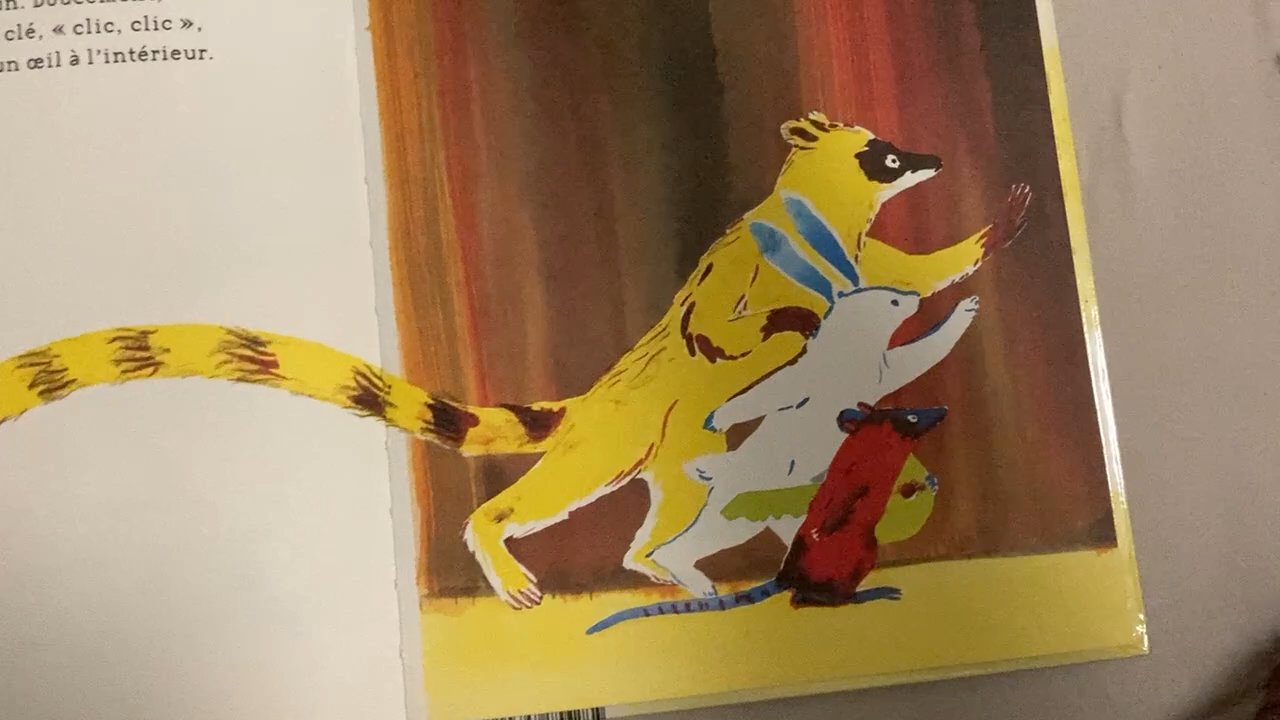 clé, « clic, clic »,
un œil à l'intérieur.